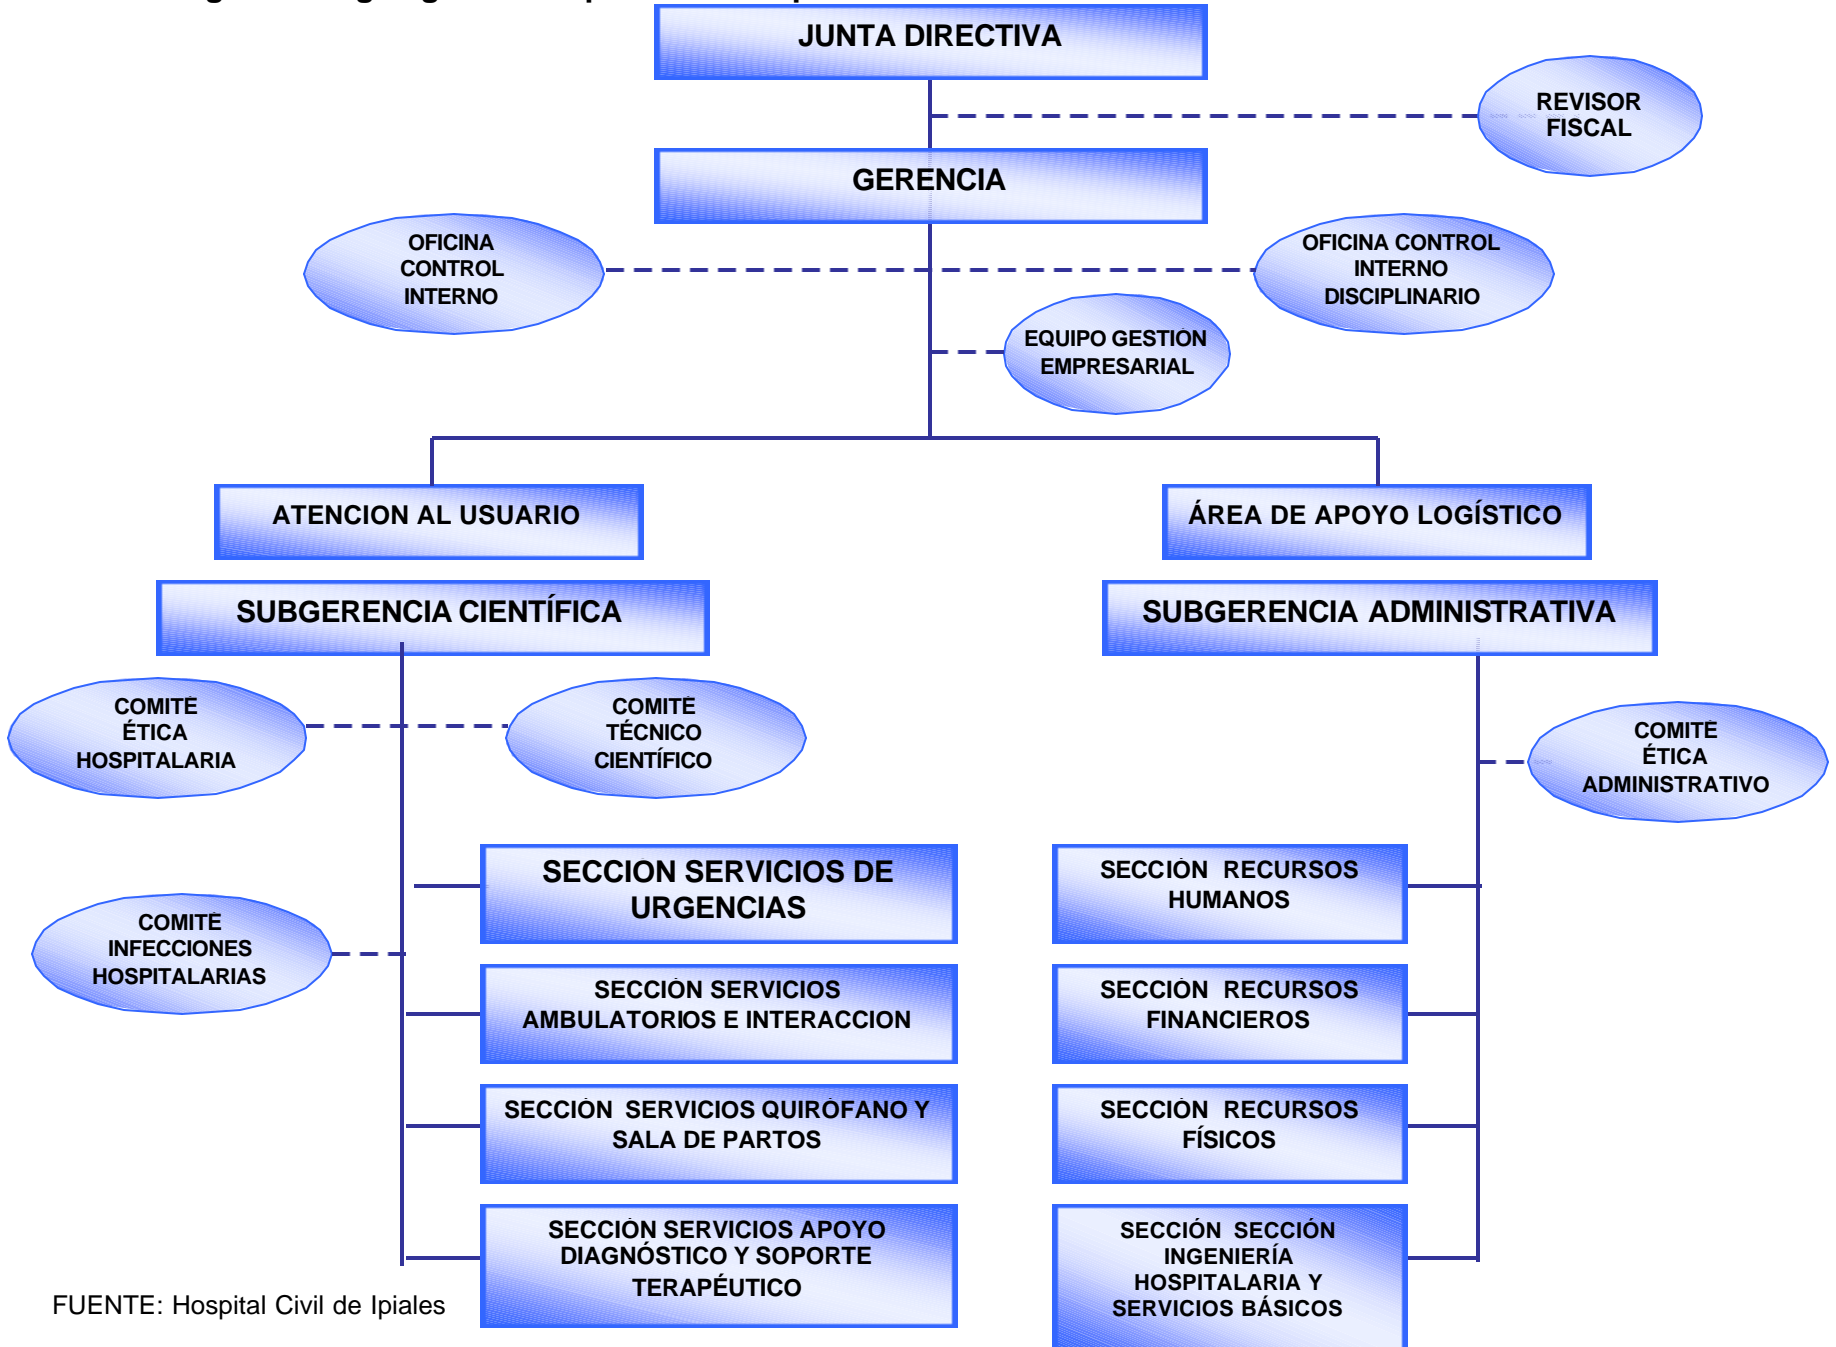 JUNTA DIRECTIVA
REVISOR
FISCAL
GERENCIA
OFICINA
CONTROL
INTERNO
OFICINA CONTROL
INTERNO
DISCIPLINARIO
EQUIPO GESTIÓN
EMPRESARIAL
ATENCION AL USUARIO
ÁREA DE APOYO LOGÍSTICO
SUBGERENCIA CIENTÍFICA
SUBGERENCIA ADMINISTRATIVA
COMITÉ
ÉTICA
HOSPITALARIA
COMITÉ
TÉCNICO
CIENTÍFICO
COMITÉ
ÉTICA
ADMINISTRATIVO
SECCIÓN SERVICIOS DE
URGENCIAS
SECCIÓN RECURSOS
HUMANOS
COMITÉ
INFECCIONES
HOSPITALARIAS
SECCIÓN SERVICIOS
AMBULATORIOS E INTERACCION
SECCIÓN RECURSOS
FINANCIEROS
SECCIÓN SERVICIOS QUIRÓFANO Y
SALA DE PARTOS
SECCIÓN RECURSOS
FÍSICOS
SECCIÓN SERVICIOS APOYO
DIAGNÓSTICO Y SOPORTE
TERAPÉUTICO
SECCIÓN SECCIÓN
INGENIERÍA
HOSPITALARIA Y
SERVICIOS BÁSICOS
FUENTE: Hospital Civil de Ipiales